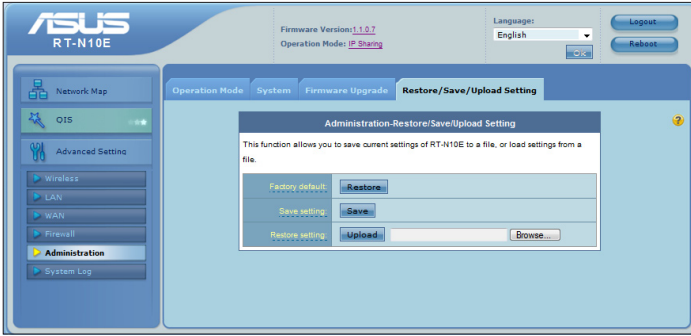 ASUS
RT-N10E
Firmware Version:1.1.0.7
Operation Mode: IP Sharing
Language:
English
OK
Logout
Reboot
Network Map
QIS
Advanced Setting
Wireless
LAN
WAN
Firewall
Administration
System Log
Operation Mode
System
Firmware Upgrade
Restore/Save/Upload Setting
Administration-Restore/Save/Upload Setting
This function allows you to save current settings of RT-N10E to a file, or load settings from a
file.
Factory default:
Restore
Save setting:
Save
Restore setting:
Upload
Browse...
?